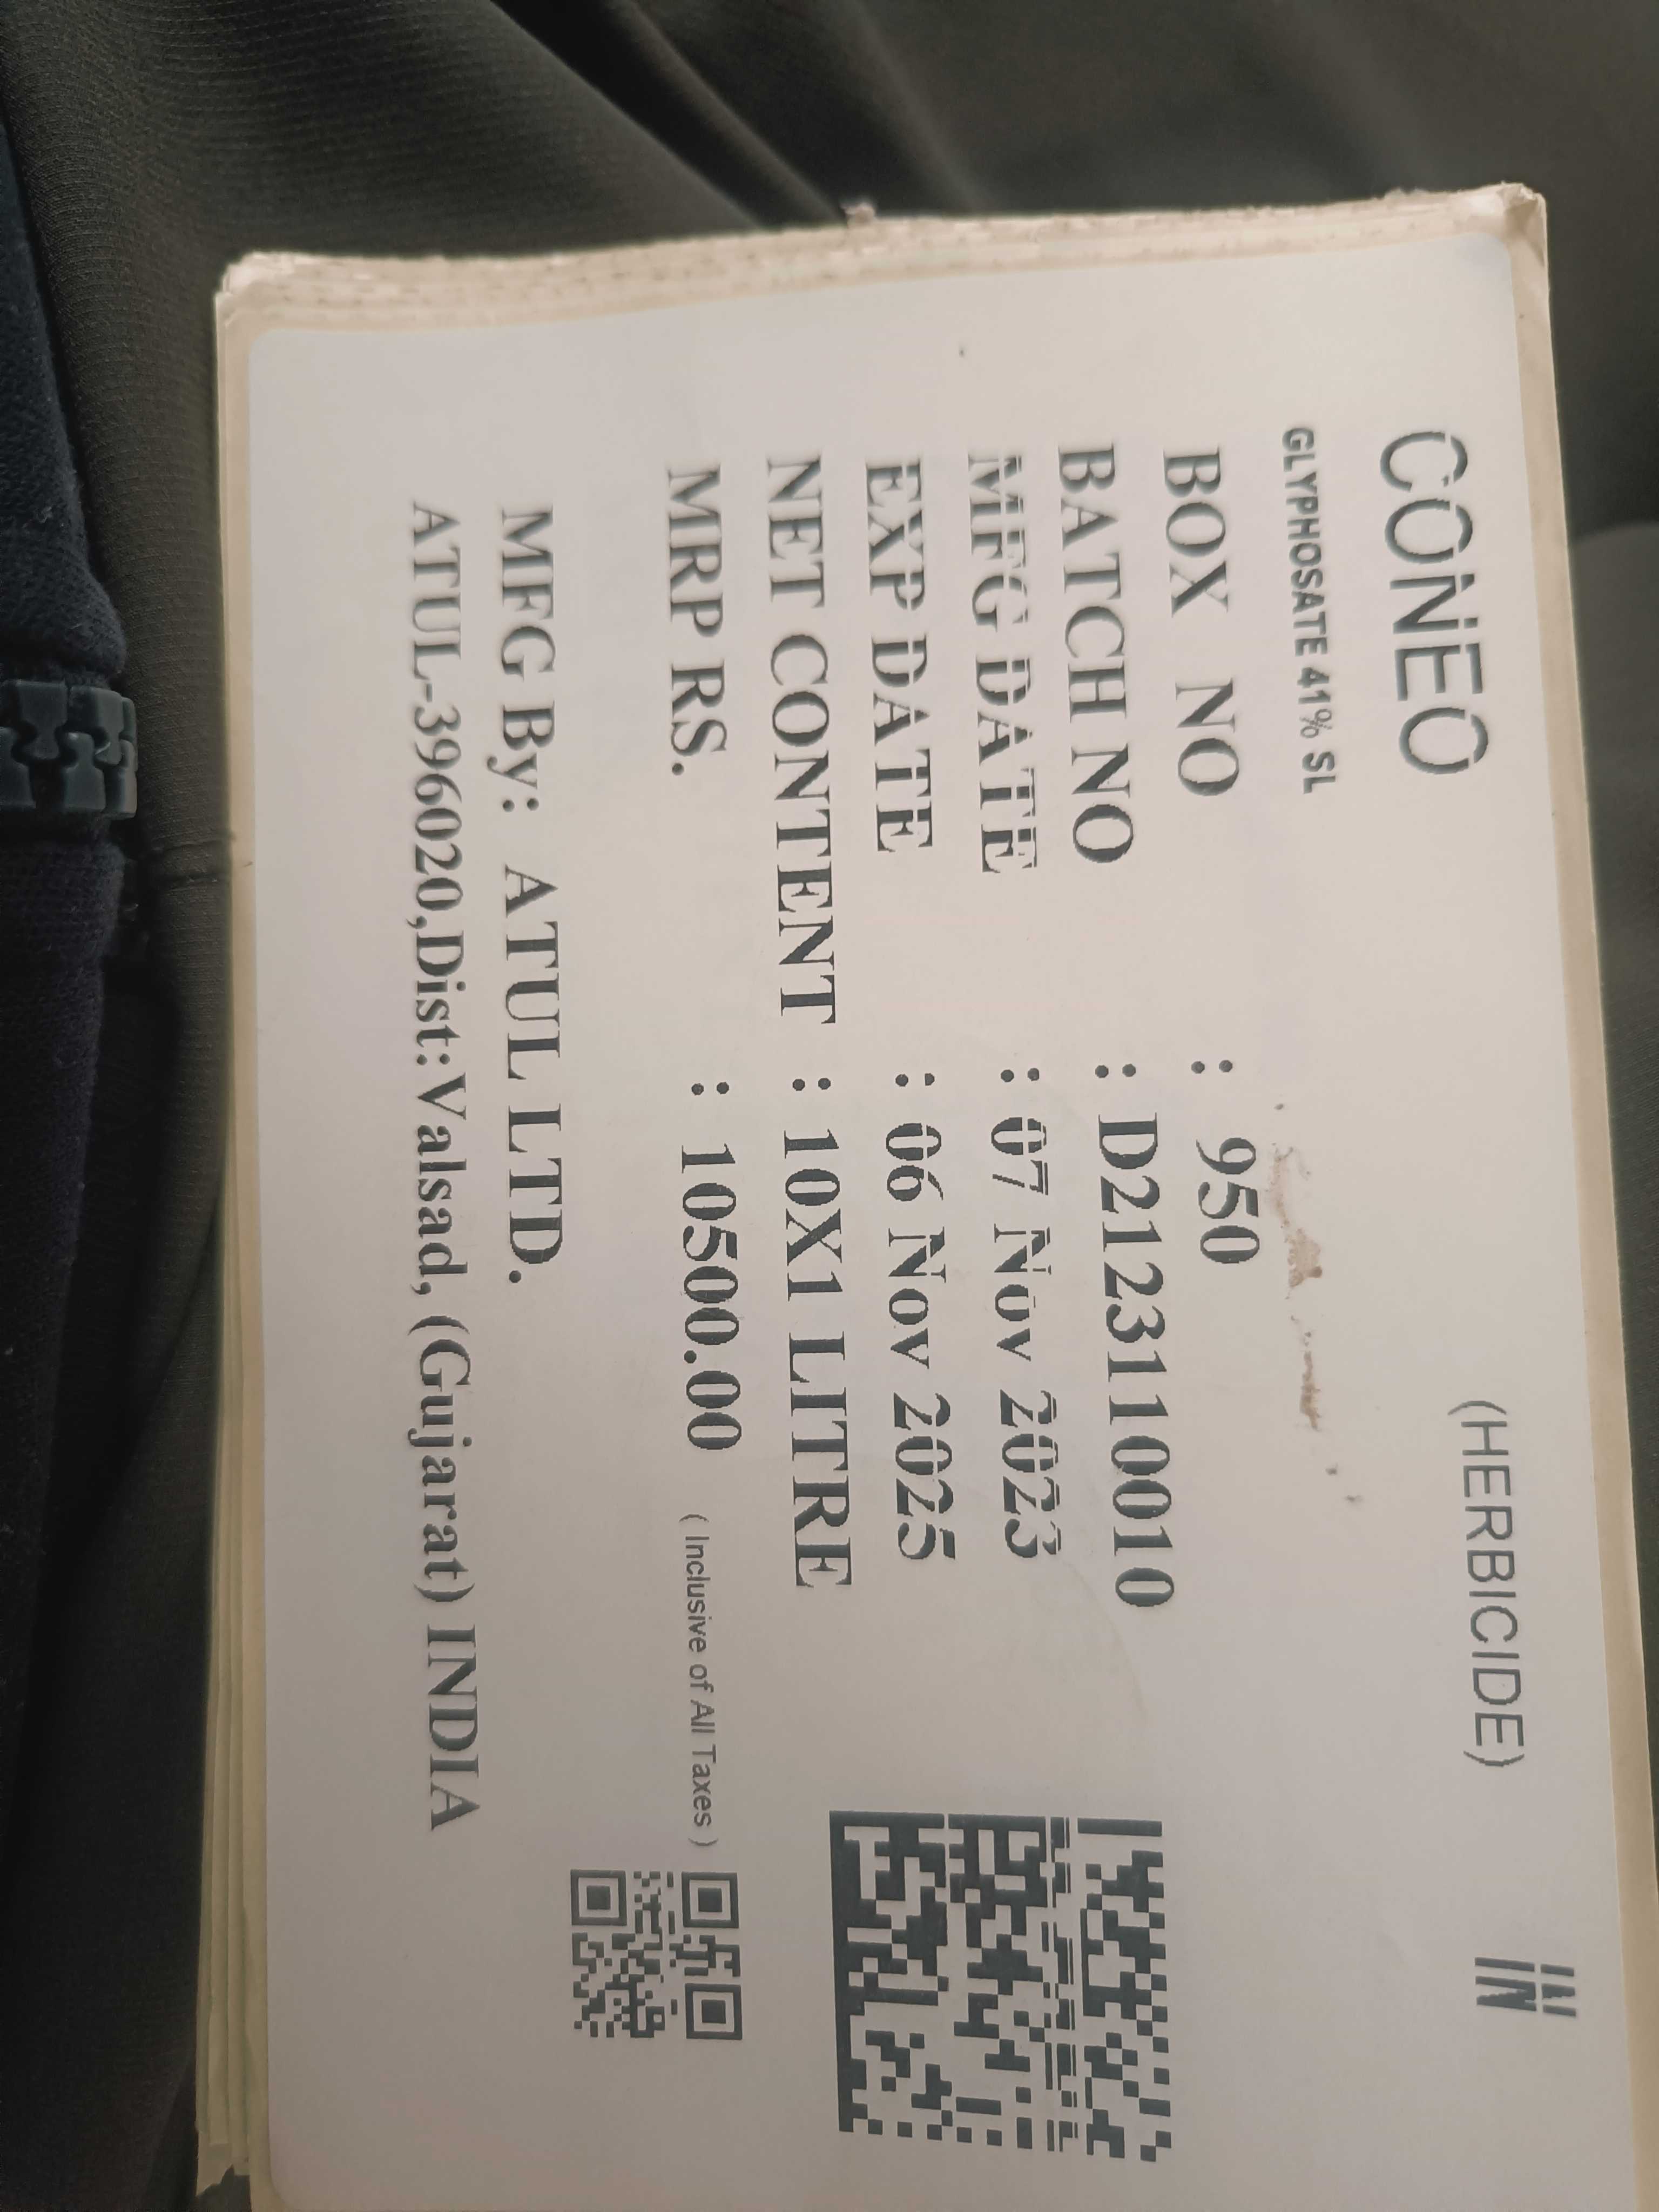 CONEO (HERBICIDE) IN
GLYPHOSATE 41% SL
BOX NO : 950
BATCH NO : D2123110010
MFG DATE : 07 Nov 2023
EXP DATE : 06 Nov 2025
NET CONTENT : 10X1 LITRE
MRP RS. : 10500.00 ( Inclusive of All Taxes )
MFG By: ATUL LTD.
ATUL-396020,Dist:Valsad, (Gujarat) INDIA